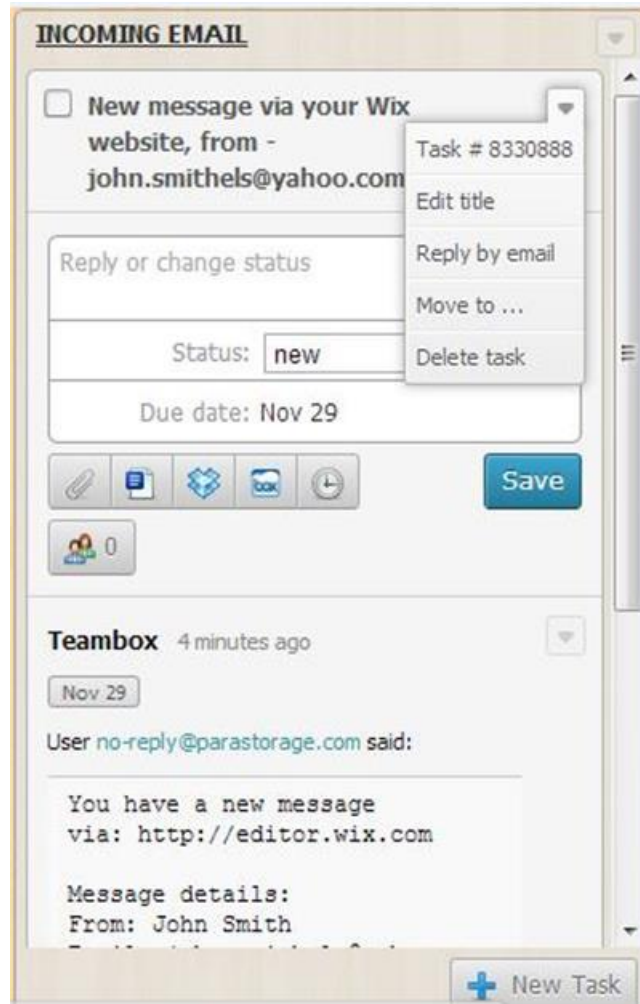 INCOMING EMAIL
New message via your Wix
website, from -
john.smithels@yahoo.com
Task # 8330888
Edit title
Reply by email
Move to ...
Delete task
Reply or change status
Status: new
Due date: Nov 29
Save
0
Teambox 4 minutes ago
Nov 29
User no-reply@parastorage.com said:
You have a new message
via: http://editor.wix.com
Message details:
From: John Smith
New Task